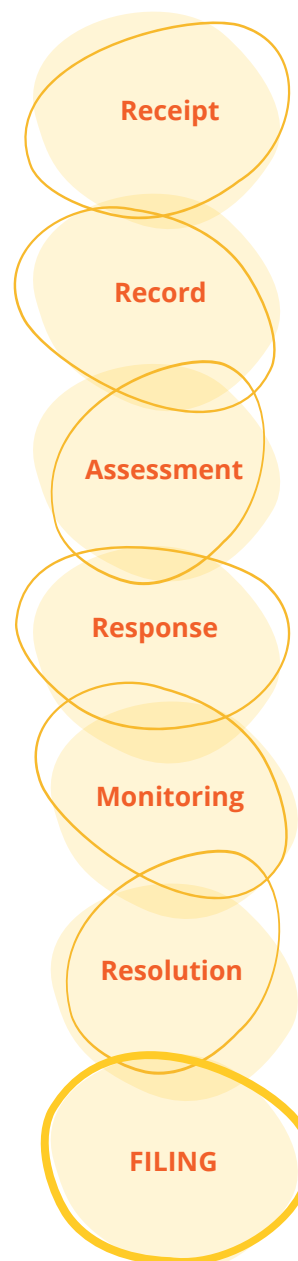 Receipt
Record
Assessment
Response
Monitoring
Resolution
FILING